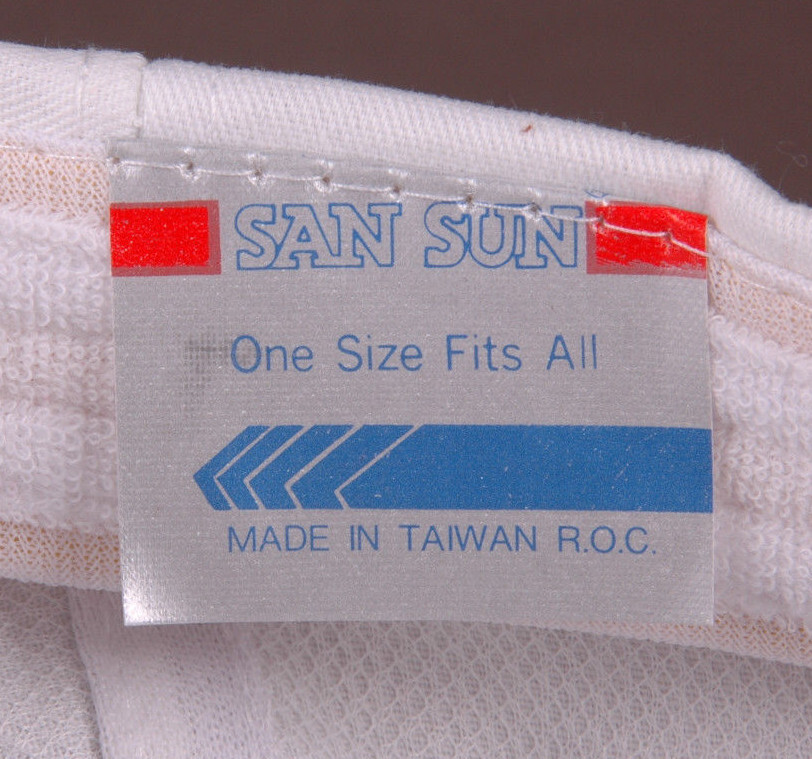 SAN SUN
One Size Fits All
MADE IN TAIWAN R.O.C.